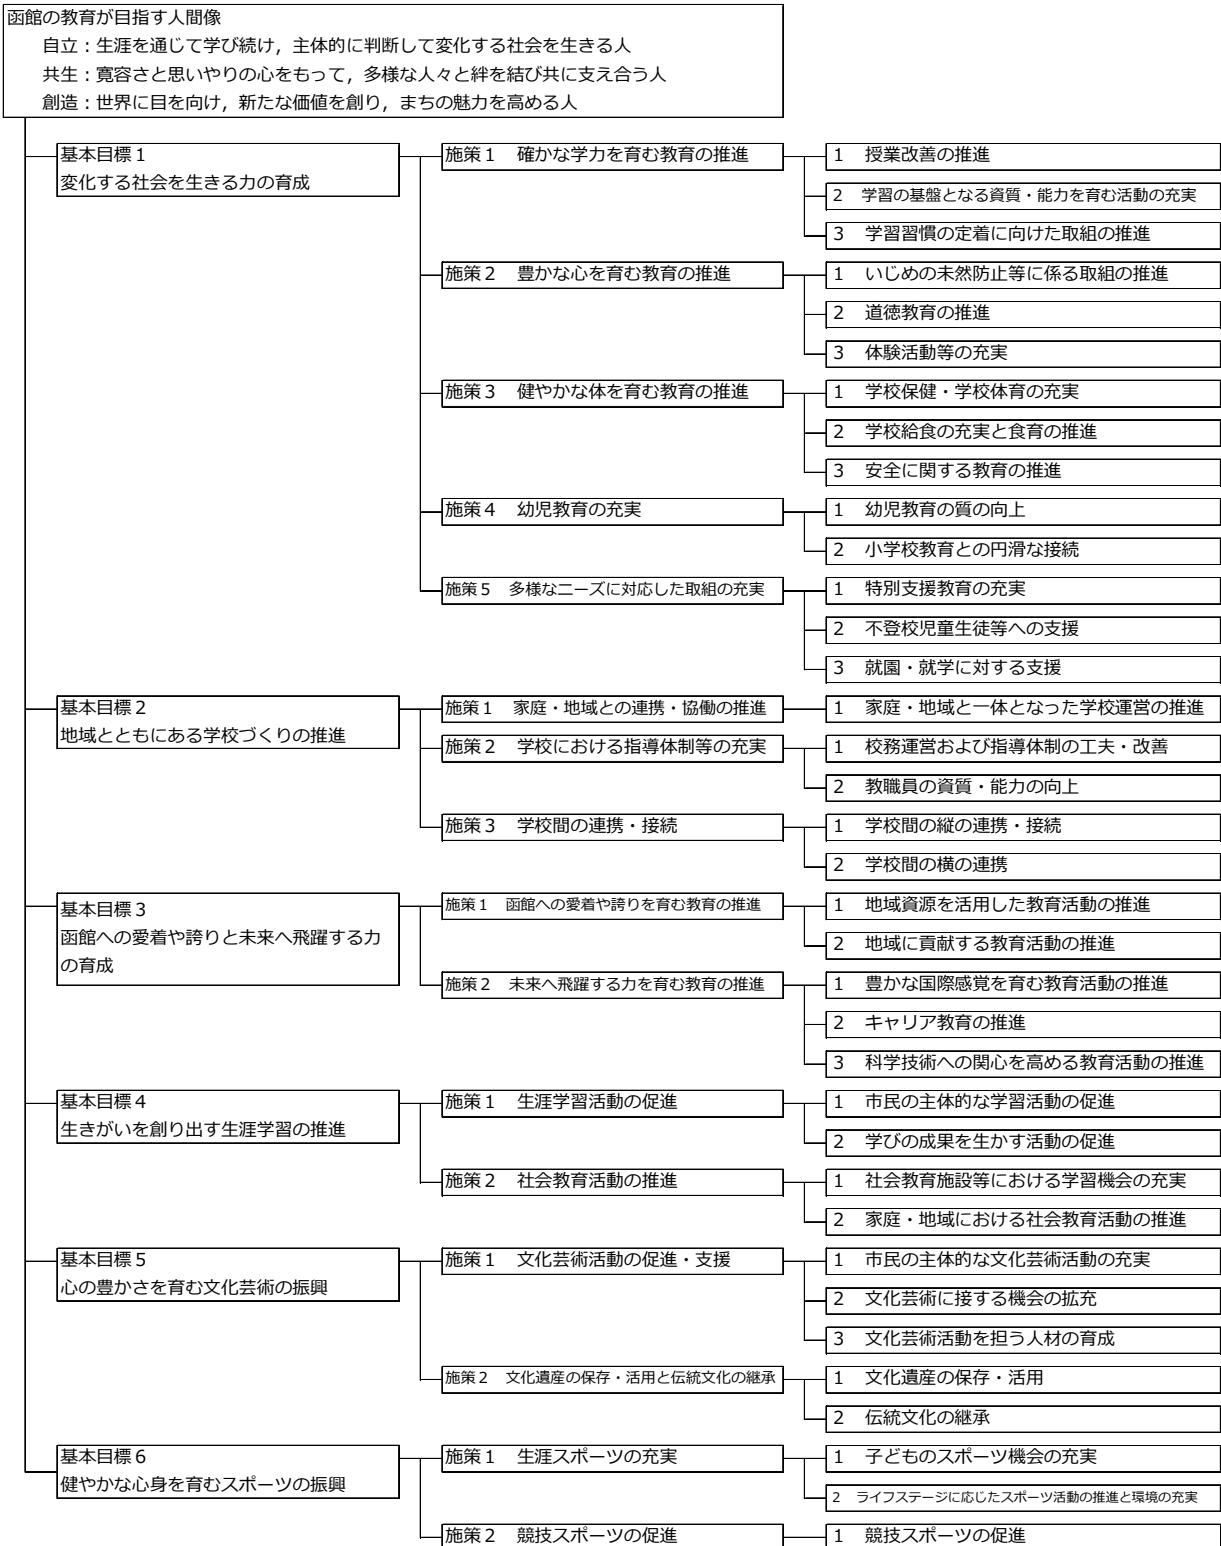 函館の教育が目指す人間像
自立：生涯を通じて学び続け，主体的に判断して変化する社会を生きる人
共生：寛容さと思いやりの心をもって，多様な人々と絆を結び共に支え合う人
創造：世界に目を向け，新たな価値を創り，まちの魅力を高める人
基本目標１
変化する社会を生きる力の育成
施策１　確かな学力を育む教育の推進
１　授業改善の推進
２　学習の基盤となる資質・能力を育む活動の充実
３　学習習慣の定着に向けた取組の推進
施策２　豊かな心を育む教育の推進
１　いじめの未然防止等に係る取組の推進
２　道徳教育の推進
３　体験活動等の充実
施策３　健やかな体を育む教育の推進
１　学校保健・学校体育の充実
２　学校給食の充実と食育の推進
３　安全に関する教育の推進
施策４　幼児教育の充実
１　幼児教育の質の向上
２　小学校教育との円滑な接続
施策５　多様なニーズに対応した取組の充実
１　特別支援教育の充実
２　不登校児童生徒等への支援
３　就園・就学に対する支援
基本目標２
地域とともにある学校づくりの推進
施策１　家庭・地域との連携・協働の推進
１　家庭・地域と一体となった学校運営の推進
施策２　学校における指導体制等の充実
１　校務運営および指導体制の工夫・改善
２　教職員の資質・能力の向上
施策３　学校間の連携・接続
１　学校間の縦の連携・接続
２　学校間の横の連携
基本目標３
函館への愛着や誇りと未来へ飛躍する力
の育成
施策１　函館への愛着や誇りを育む教育の推進
１　地域資源を活用した教育活動の推進
２　地域に貢献する教育活動の推進
施策２　未来へ飛躍する力を育む教育の推進
１　豊かな国際感覚を育む教育活動の推進
２　キャリア教育の推進
３　科学技術への関心を高める教育活動の推進
基本目標４
生きがいを創り出す生涯学習の推進
施策１　生涯学習活動の促進
１　市民の主体的な学習活動の促進
２　学びの成果を生かす活動の促進
施策２　社会教育活動の推進
１　社会教育施設等における学習機会の充実
２　家庭・地域における社会教育活動の推進
基本目標５
心の豊かさを育む文化芸術の振興
施策１　文化芸術活動の促進・支援
１　市民の主体的な文化芸術活動の充実
２　文化芸術に接する機会の拡充
３　文化芸術活動を担う人材の育成
施策２　文化遺産の保存・活用と伝統文化の継承
１　文化遺産の保存・活用
２　伝統文化の継承
基本目標６
健やかな心身を育むスポーツの振興
施策１　生涯スポーツの充実
１　子どものスポーツ機会の充実
２　ライフステージに応じたスポーツ活動の推進と環境の充実
施策２　競技スポーツの促進
１　競技スポーツの促進